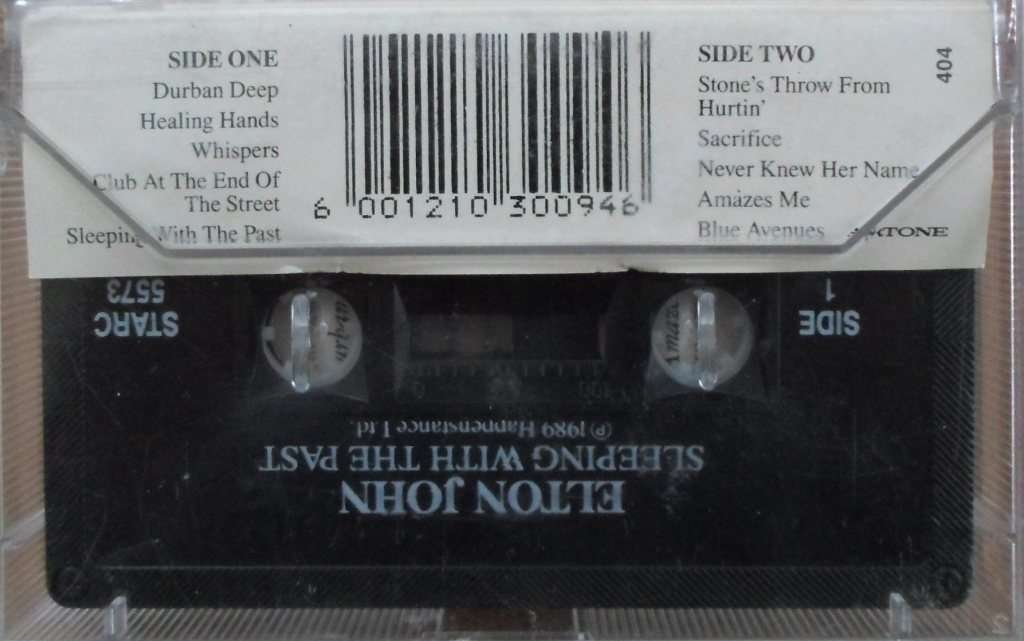 SIDE ONE
Durban Deep
Healing Hands
Whispers
Club At The End Of
The Street
Sleeping With The Past
6 001210 300946
SIDE TWO
Stone's Throw From
Hurtin'
Sacrifice
Never Knew Her Name
Amazes Me
Blue Avenues
404
STARC
5573
SIDE
1
ELTON JOHN
SLEEPING WITH THE PAST
℗ 1989 Happenstance Ltd.